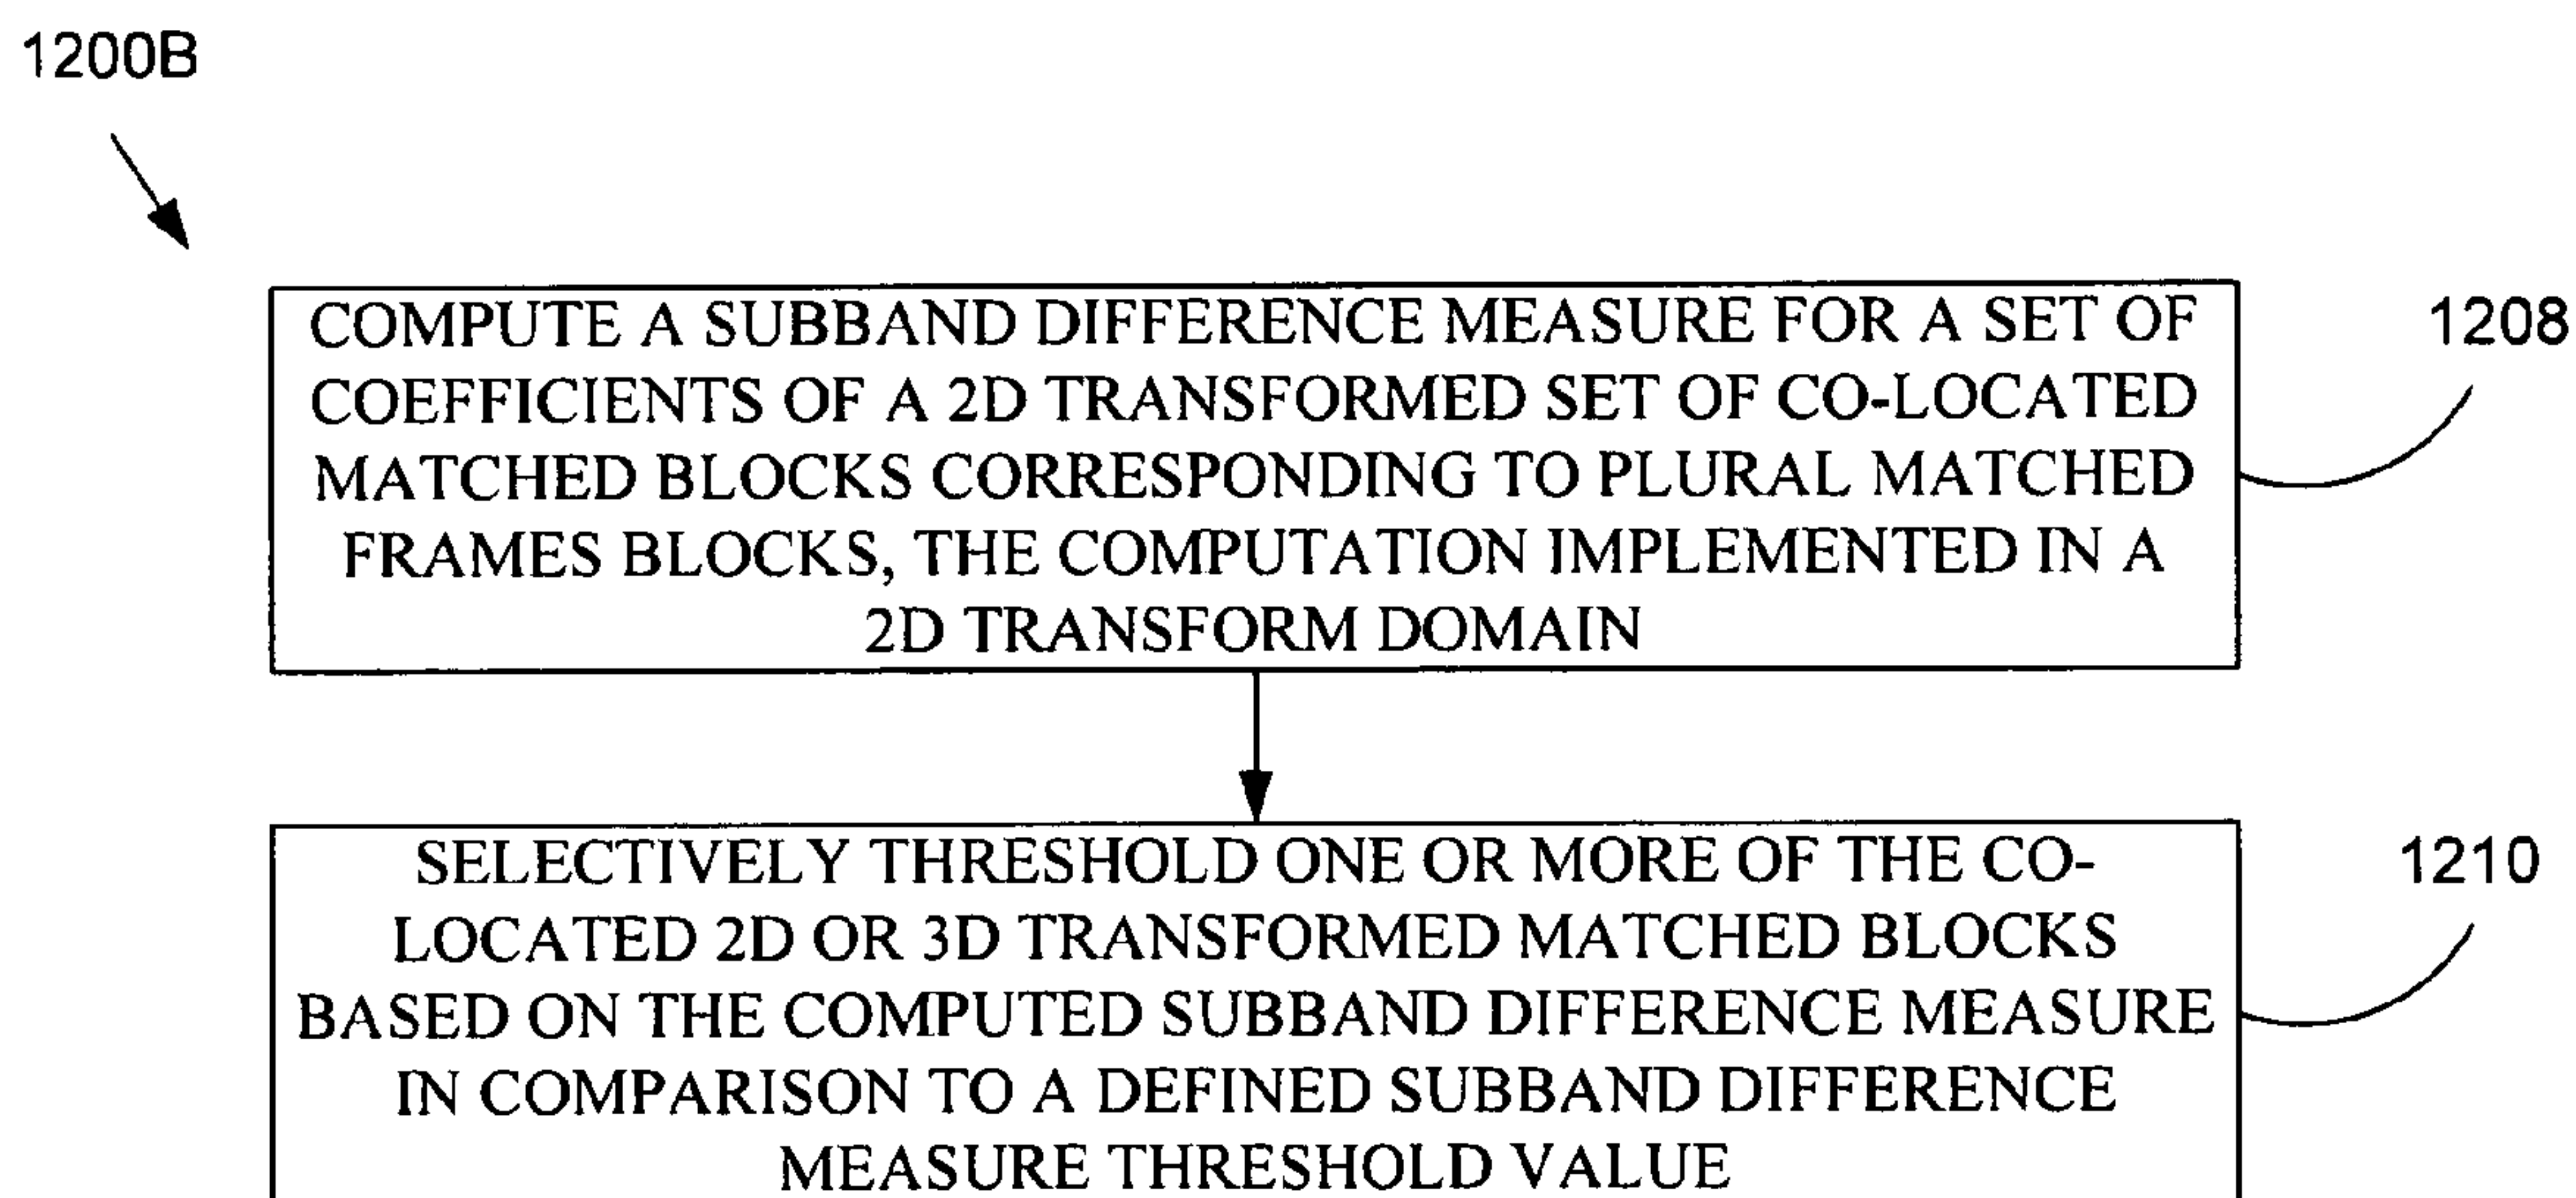 1200B
COMPUTE A SUBBAND DIFFERENCE MEASURE FOR A SET OF
COEFFICIENTS OF A 2D TRANSFORMED SET OF CO-LOCATED
MATCHED BLOCKS CORRESPONDING TO PLURAL MATCHED
FRAMES BLOCKS, THE COMPUTATION IMPLEMENTED IN A
2D TRANSFORM DOMAIN
1208
SELECTIVELY THRESHOLD ONE OR MORE OF THE CO-
LOCATED 2D OR 3D TRANSFORMED MATCHED BLOCKS
BASED ON THE COMPUTED SUBBAND DIFFERENCE MEASURE
IN COMPARISON TO A DEFINED SUBBAND DIFFERENCE
MEASURE THRESHOLD VALUE
1210